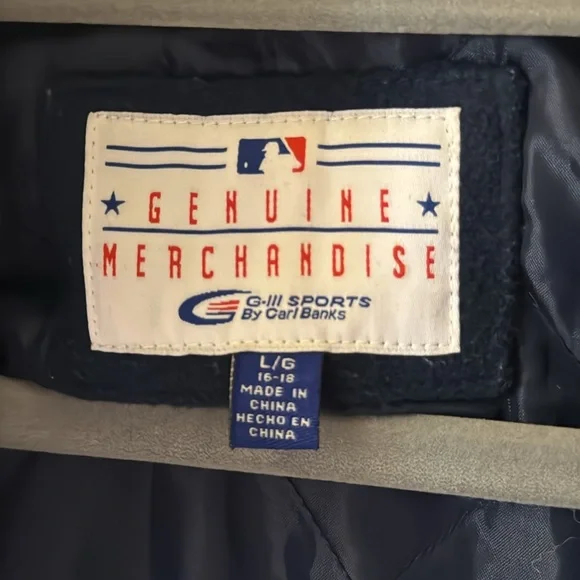 GENUINE
MERCHANDISE
G-III SPORTS
By Carl Banks
L/G
16-18
MADE IN
CHINA
HECHO EN
CHINA